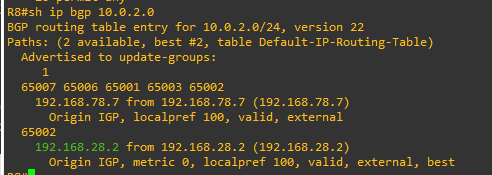 R8#sh ip bgp 10.0.2.0
BGP routing table entry for 10.0.2.0/24, version 22
Paths: (2 available, best #2, table Default-IP-Routing-Table)
  Advertised to update-groups:
     1
  65007 65006 65001 65003 65002
    192.168.78.7 from 192.168.78.7 (192.168.78.7)
      Origin IGP, localpref 100, valid, external
  65002
    192.168.28.2 from 192.168.28.2 (192.168.28.2)
      Origin IGP, metric 0, localpref 100, valid, external, best